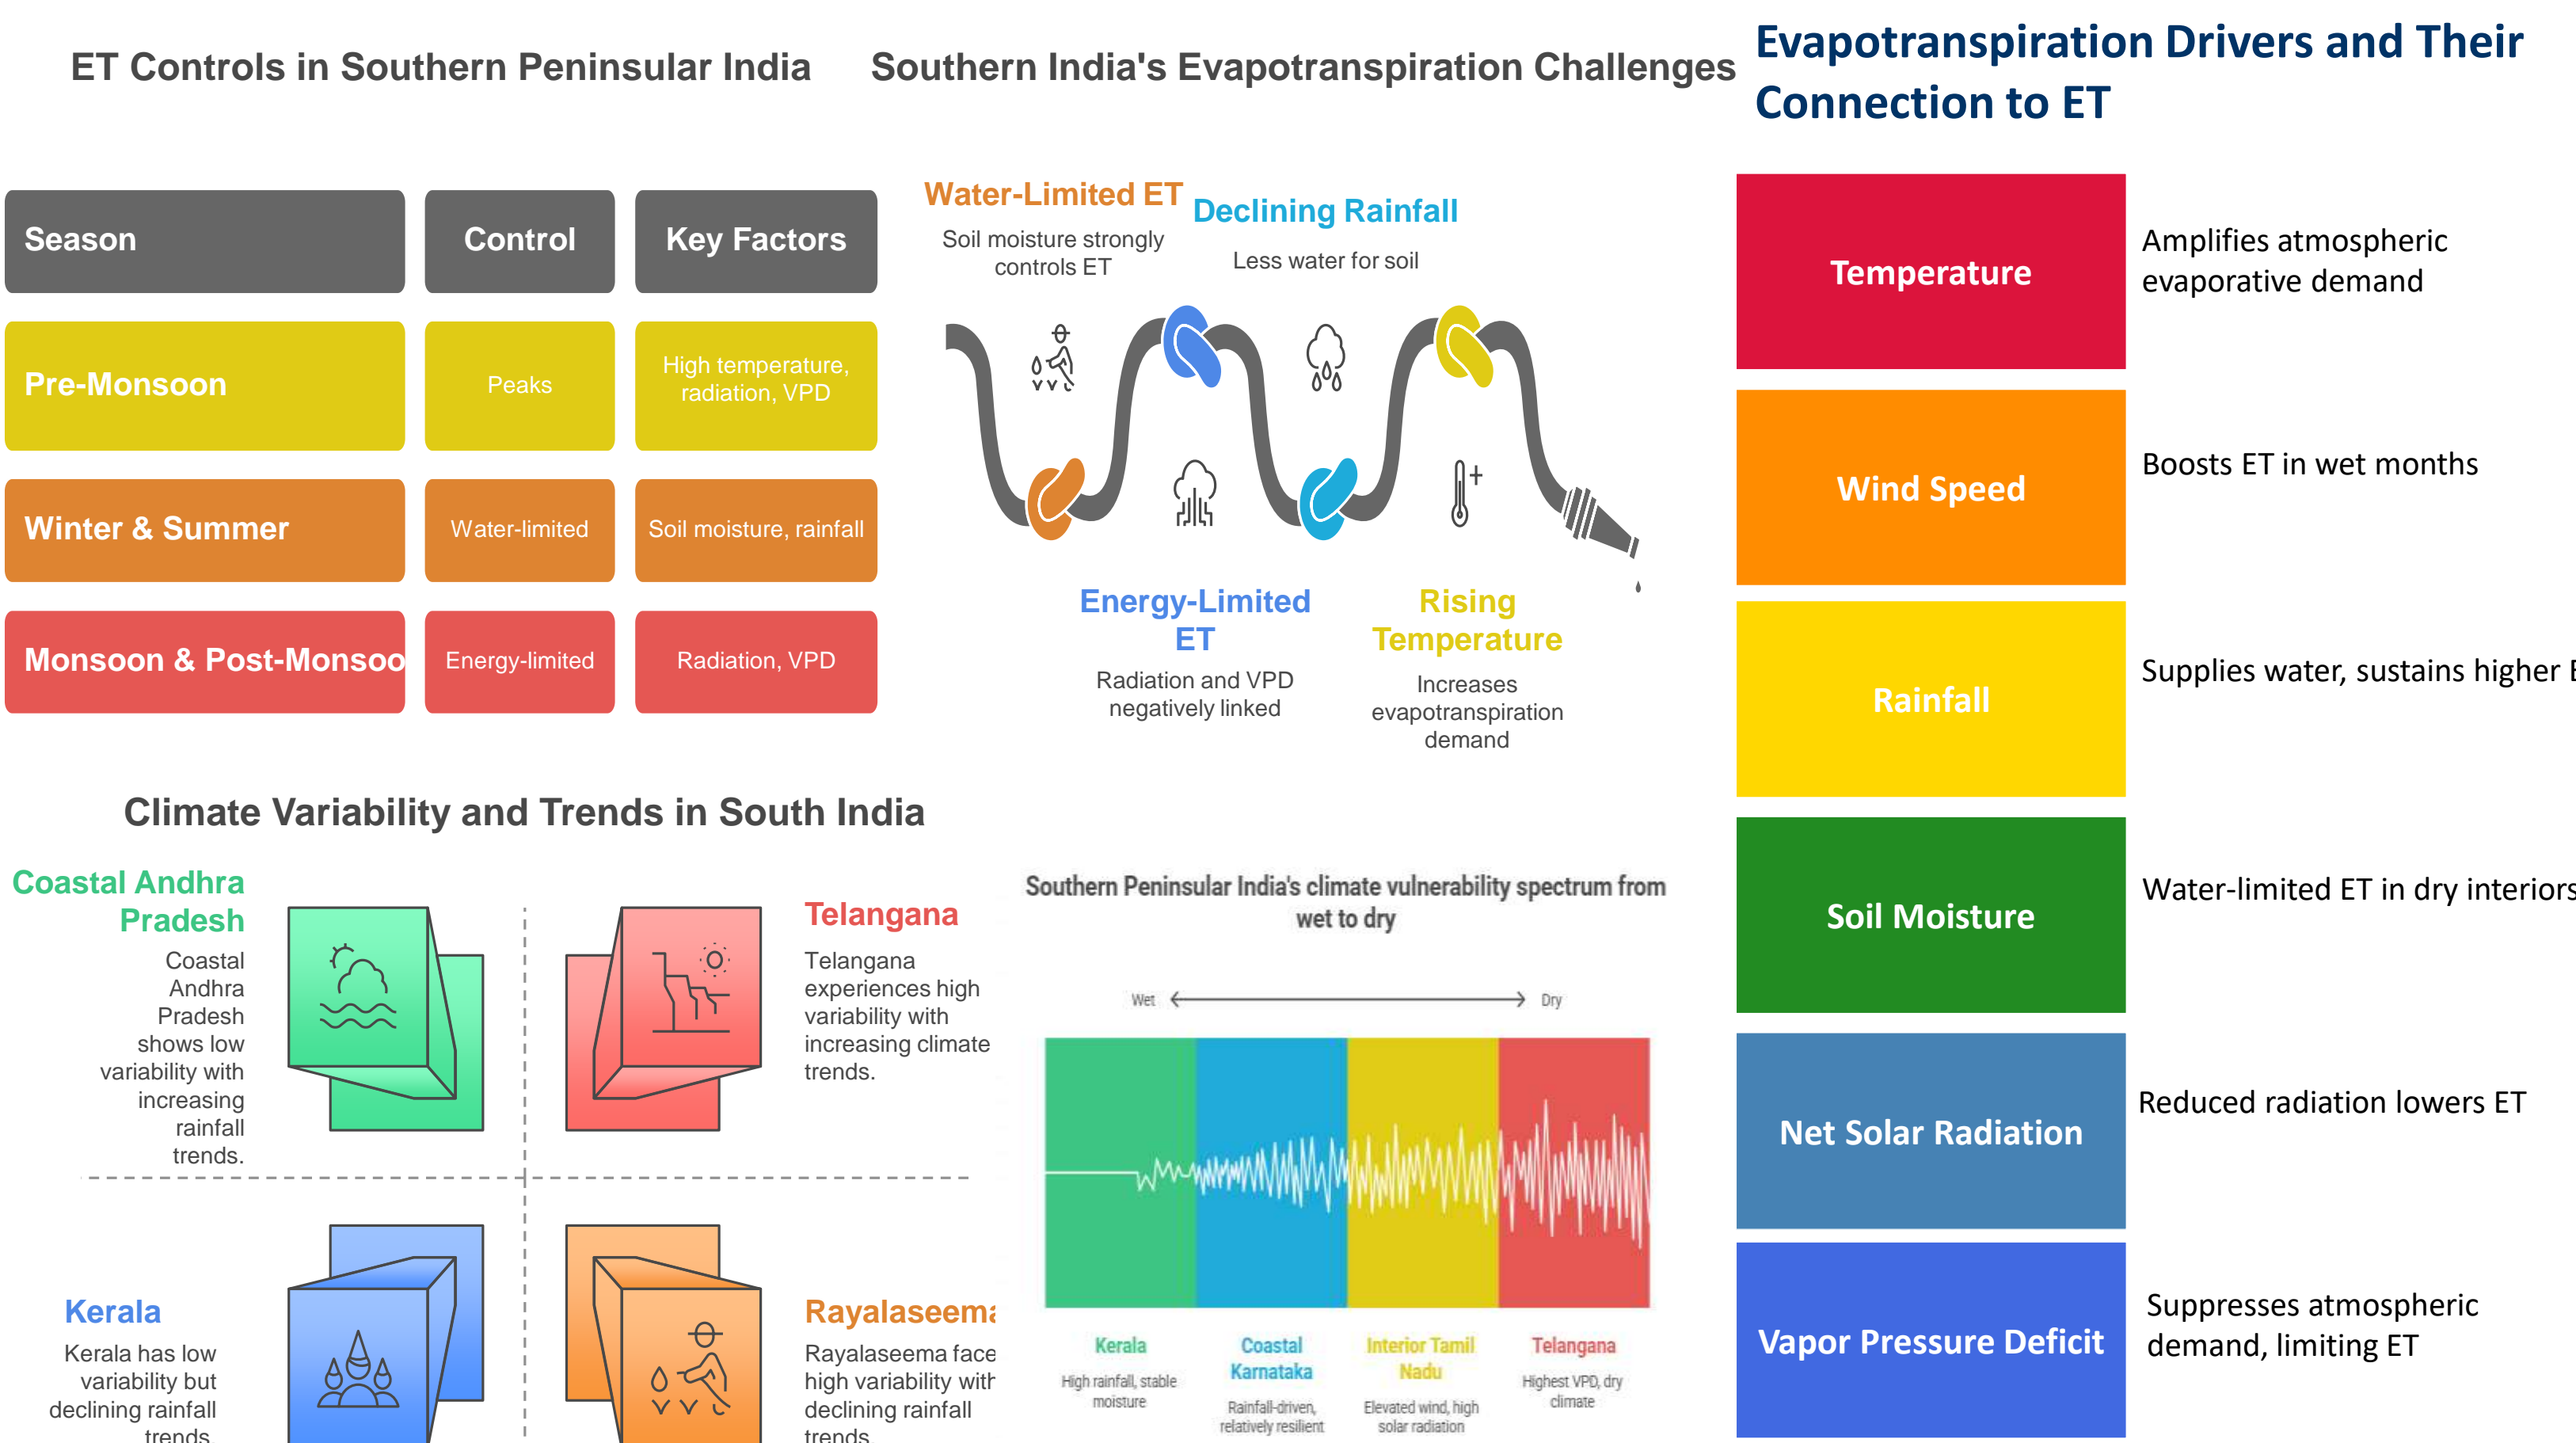 ET Controls in Southern Peninsular India
Season
Control
Key Factors
Pre-Monsoon
Peaks
High temperature,
radiation, VPD
Winter & Summer
Water-limited
Soil moisture, rainfall
Monsoon & Post-Monsoo
Energy-limited
Radiation, VPD
Southern India's Evapotranspiration Challenges
Water-Limited ET
Soil moisture strongly
controls ET
Declining Rainfall
Less water for soil
Energy-Limited
ET
Radiation and VPD
negatively linked
Rising
Temperature
Increases
evapotranspiration
demand
Evapotranspiration Drivers and Their
Connection to ET
Temperature
Amplifies atmospheric
evaporative demand
Wind Speed
Boosts ET in wet months
Rainfall
Supplies water, sustains higher E
Soil Moisture
Water-limited ET in dry interiors
Net Solar Radiation
Reduced radiation lowers ET
Vapor Pressure Deficit
Suppresses atmospheric
demand, limiting ET
Climate Variability and Trends in South India
Coastal Andhra
Pradesh
Coastal
Andhra
Pradesh
shows low
variability with
increasing
rainfall
trends.
Telangana
Telangana
experiences high
variability with
increasing climate
trends.
Kerala
Kerala has low
variability but
declining rainfall
trends.
Rayalaseema
Rayalaseema face
high variability with
declining rainfall
trends.
Southern Peninsular India's climate vulnerability spectrum from
wet to dry
Wet
Dry
Kerala
High rainfall, stable
moisture
Coastal
Karnataka
Rainfall-driven,
relatively resilient
Interior Tamil
Nadu
Elevated wind, high
solar radiation
Telangana
Highest VPD, dry
climate